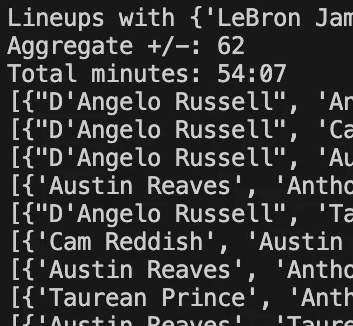 Lineups with {'LeBron Jam
Aggregate +/-: 62
Total minutes: 54:07
[{"D'Angelo Russell", 'An
[{"D'Angelo Russell", 'Ca
[{"D'Angelo Russell", 'Au
[{'Austin Reaves', 'Antho
[{"D'Angelo Russell", 'Ta
[{'Cam Reddish', 'Austin
[{'Austin Reaves', 'Antho
[{'Taurean Prince', 'Anth
[{'Austin Reaves', 'Taure